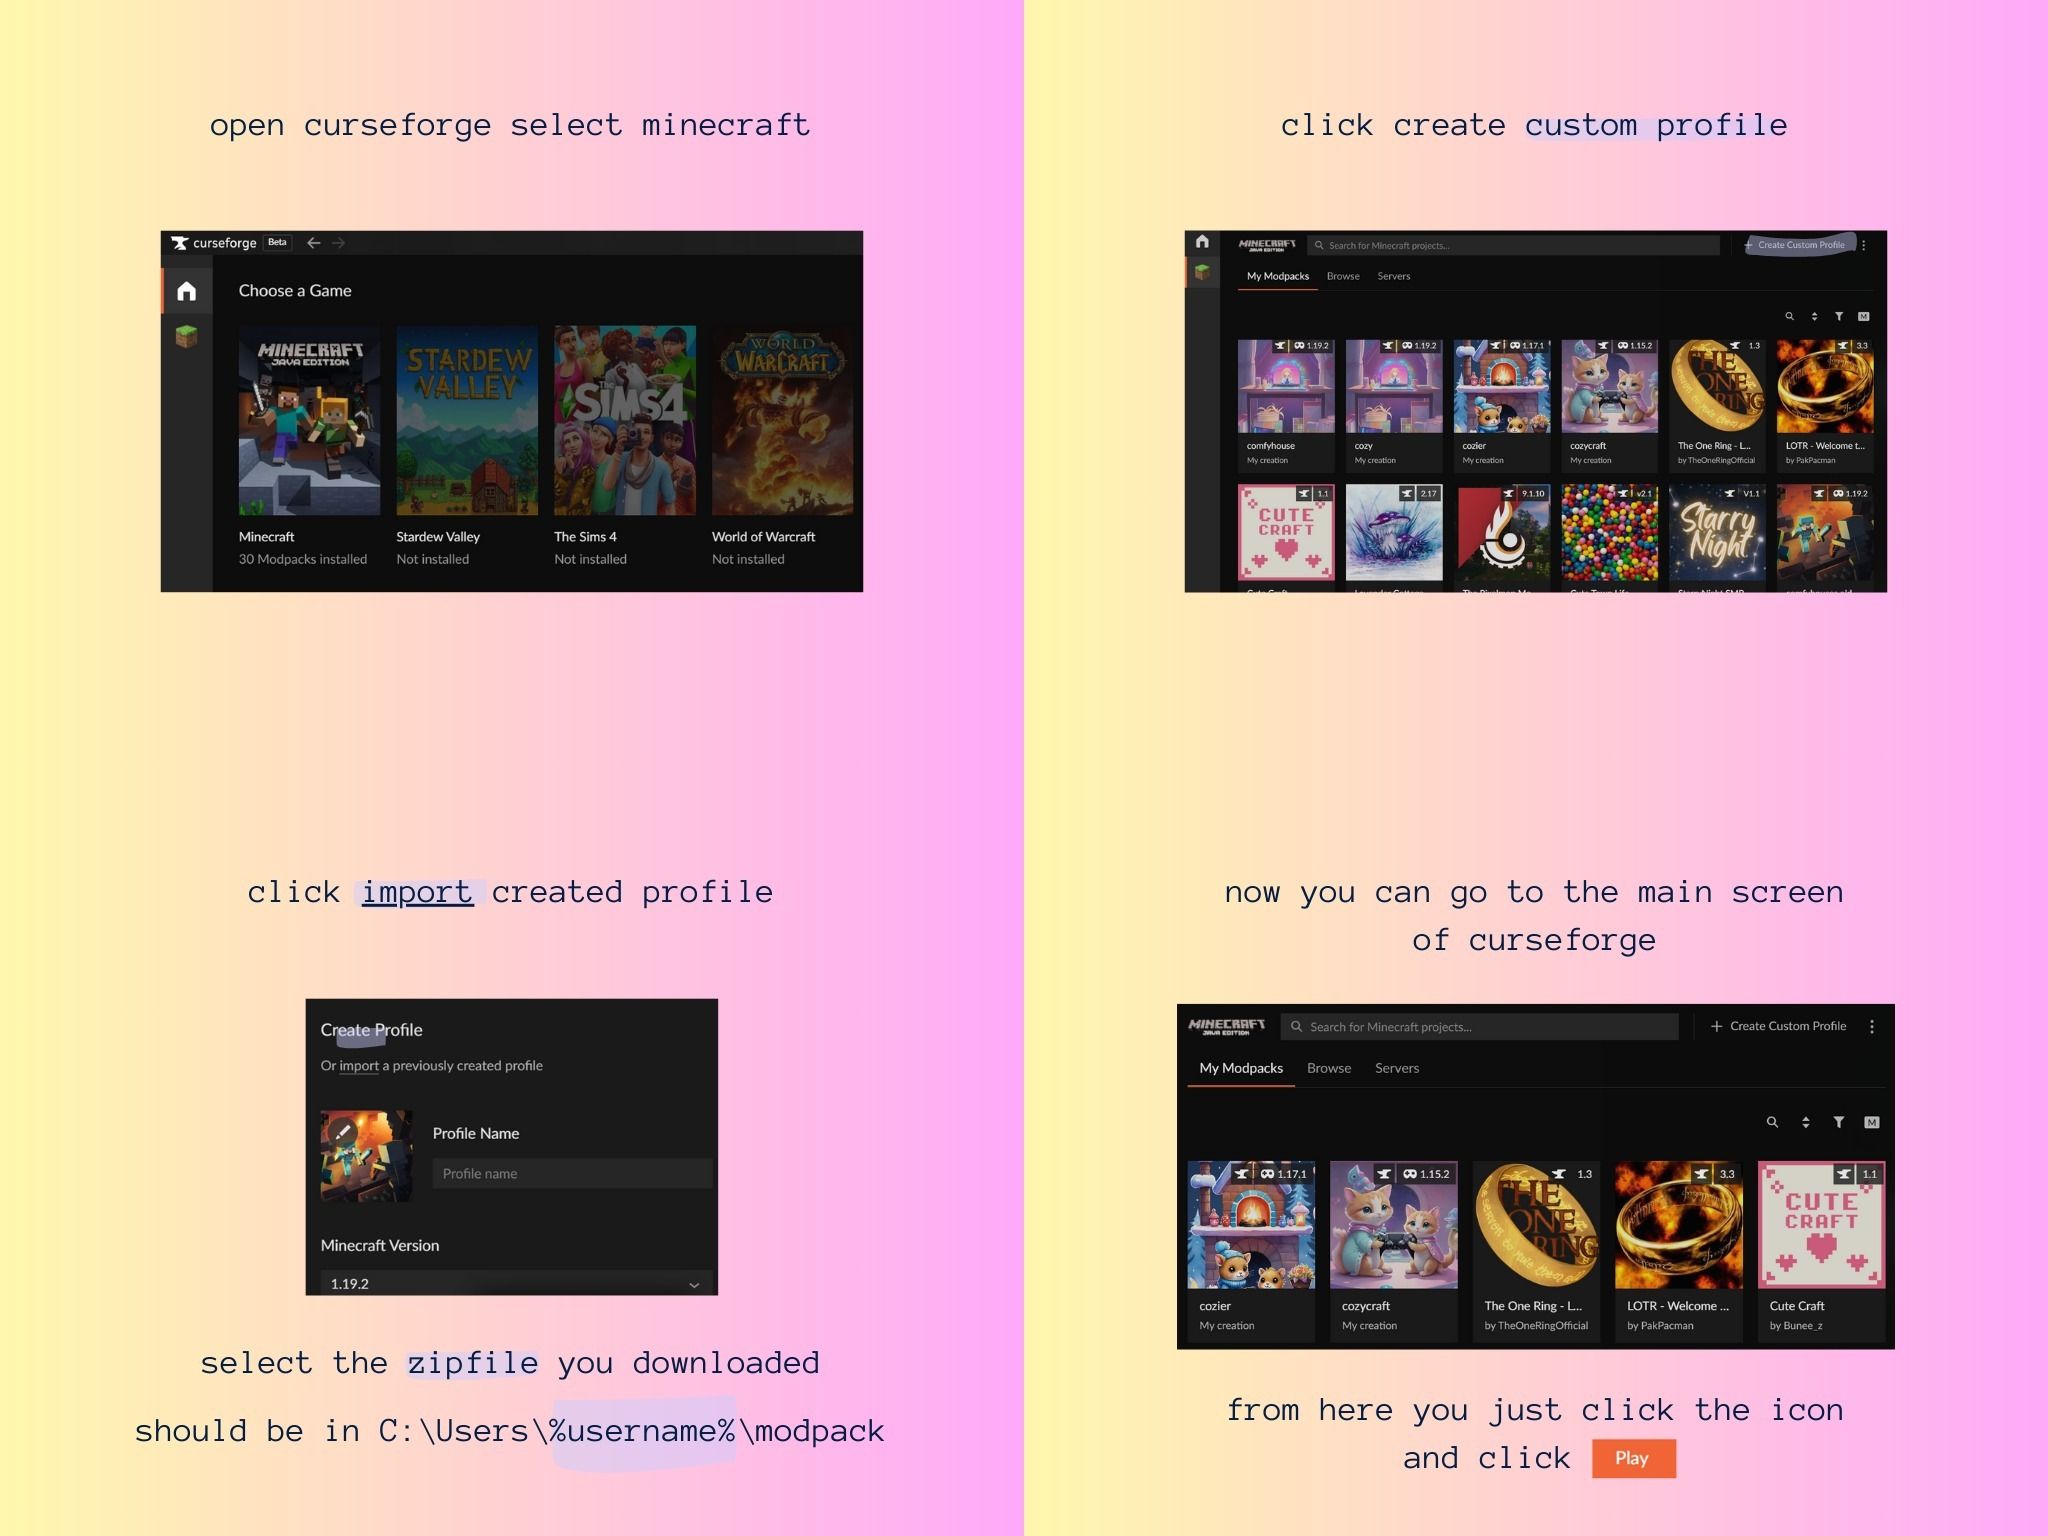 open curseforge select minecraft
curseforge Beta
Choose a Game
MINECRAFT
JAVA EDITION
STARDEW
VALLEY
The
SIMS4
WORLD
OF
WARCRAFT
Minecraft
30 Modpacks installed
Stardew Valley
Not installed
The Sims 4
Not installed
World of Warcraft
Not installed
click create custom profile
MINECRAFT
JAVA EDITION
Search for Minecraft projects...
+ Create Custom Profile
My Modpacks Browse Servers
M
1.19.2
1.19.2
1.17.1
1.15.2
1.3
3.3
THE
ONE
RING
comfyhouse
My creation
cozy
My creation
cozier
My creation
cozycraft
My creation
The One Ring - L...
by TheOneRingOfficial
LOTR - Welcome t...
by PakPacman
1.1
2.17
9.1.10
v2.1
V1.1
1.19.2
CUTE
CRAFT
Starry
Night
click import created profile
Create Profile
Or import a previously created profile
Profile Name
Profile name
Minecraft Version
1.19.2
select the zipfile you downloaded
should be in C:\Users\%username%\modpack
now you can go to the main screen
of curseforge
MINECRAFT
JAVA EDITION
Search for Minecraft projects...
+ Create Custom Profile
My Modpacks Browse Servers
M
1.17.1
1.15.2
1.3
3.3
1.1
THE
ONE
RING
CUTE
CRAFT
cozier
My creation
cozycraft
My creation
The One Ring - L...
by TheOneRingOfficial
LOTR - Welcome ...
by PakPacman
Cute Craft
by Bunee_z
from here you just click the icon
and click Play